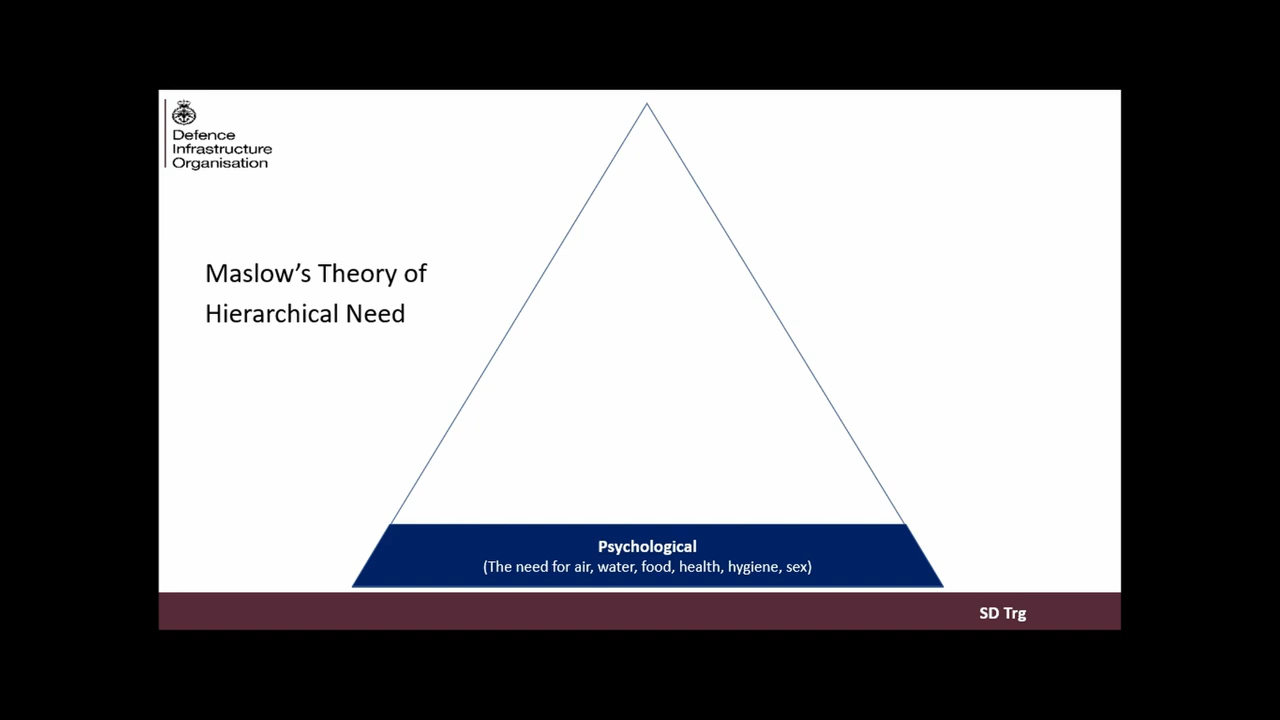 Defence
Infrastructure
Organisation
Maslow's Theory of
Hierarchical Need
Psychological
(The need for air, water, food, health, hygiene, sex)
SD Trg